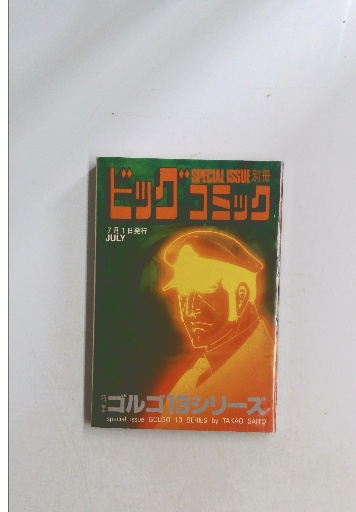 SPECIAL ISSUE 別冊
ビッグコミック
7月1日発行
JULY
ゴルゴ13シリーズ
special issue GOLGO 13 SERIES by TAKAO SAITO